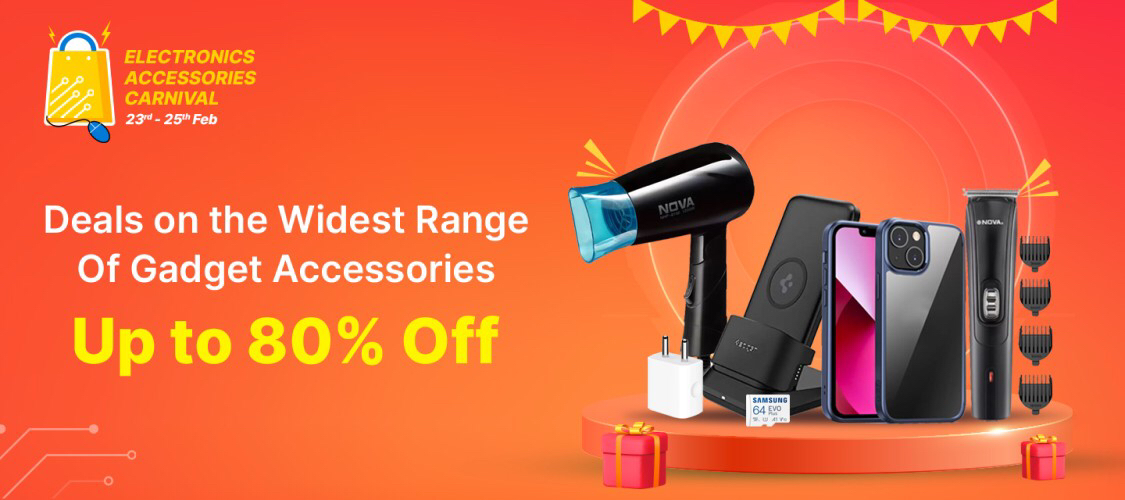 ELECTRONICS
ACCESSORIES
CARNIVAL
23rd - 25th Feb
Deals on the Widest Range
Of Gadget Accessories
Up to 80% Off
NOVA
NOVA
SAMSUNG
64 EVO
Plus